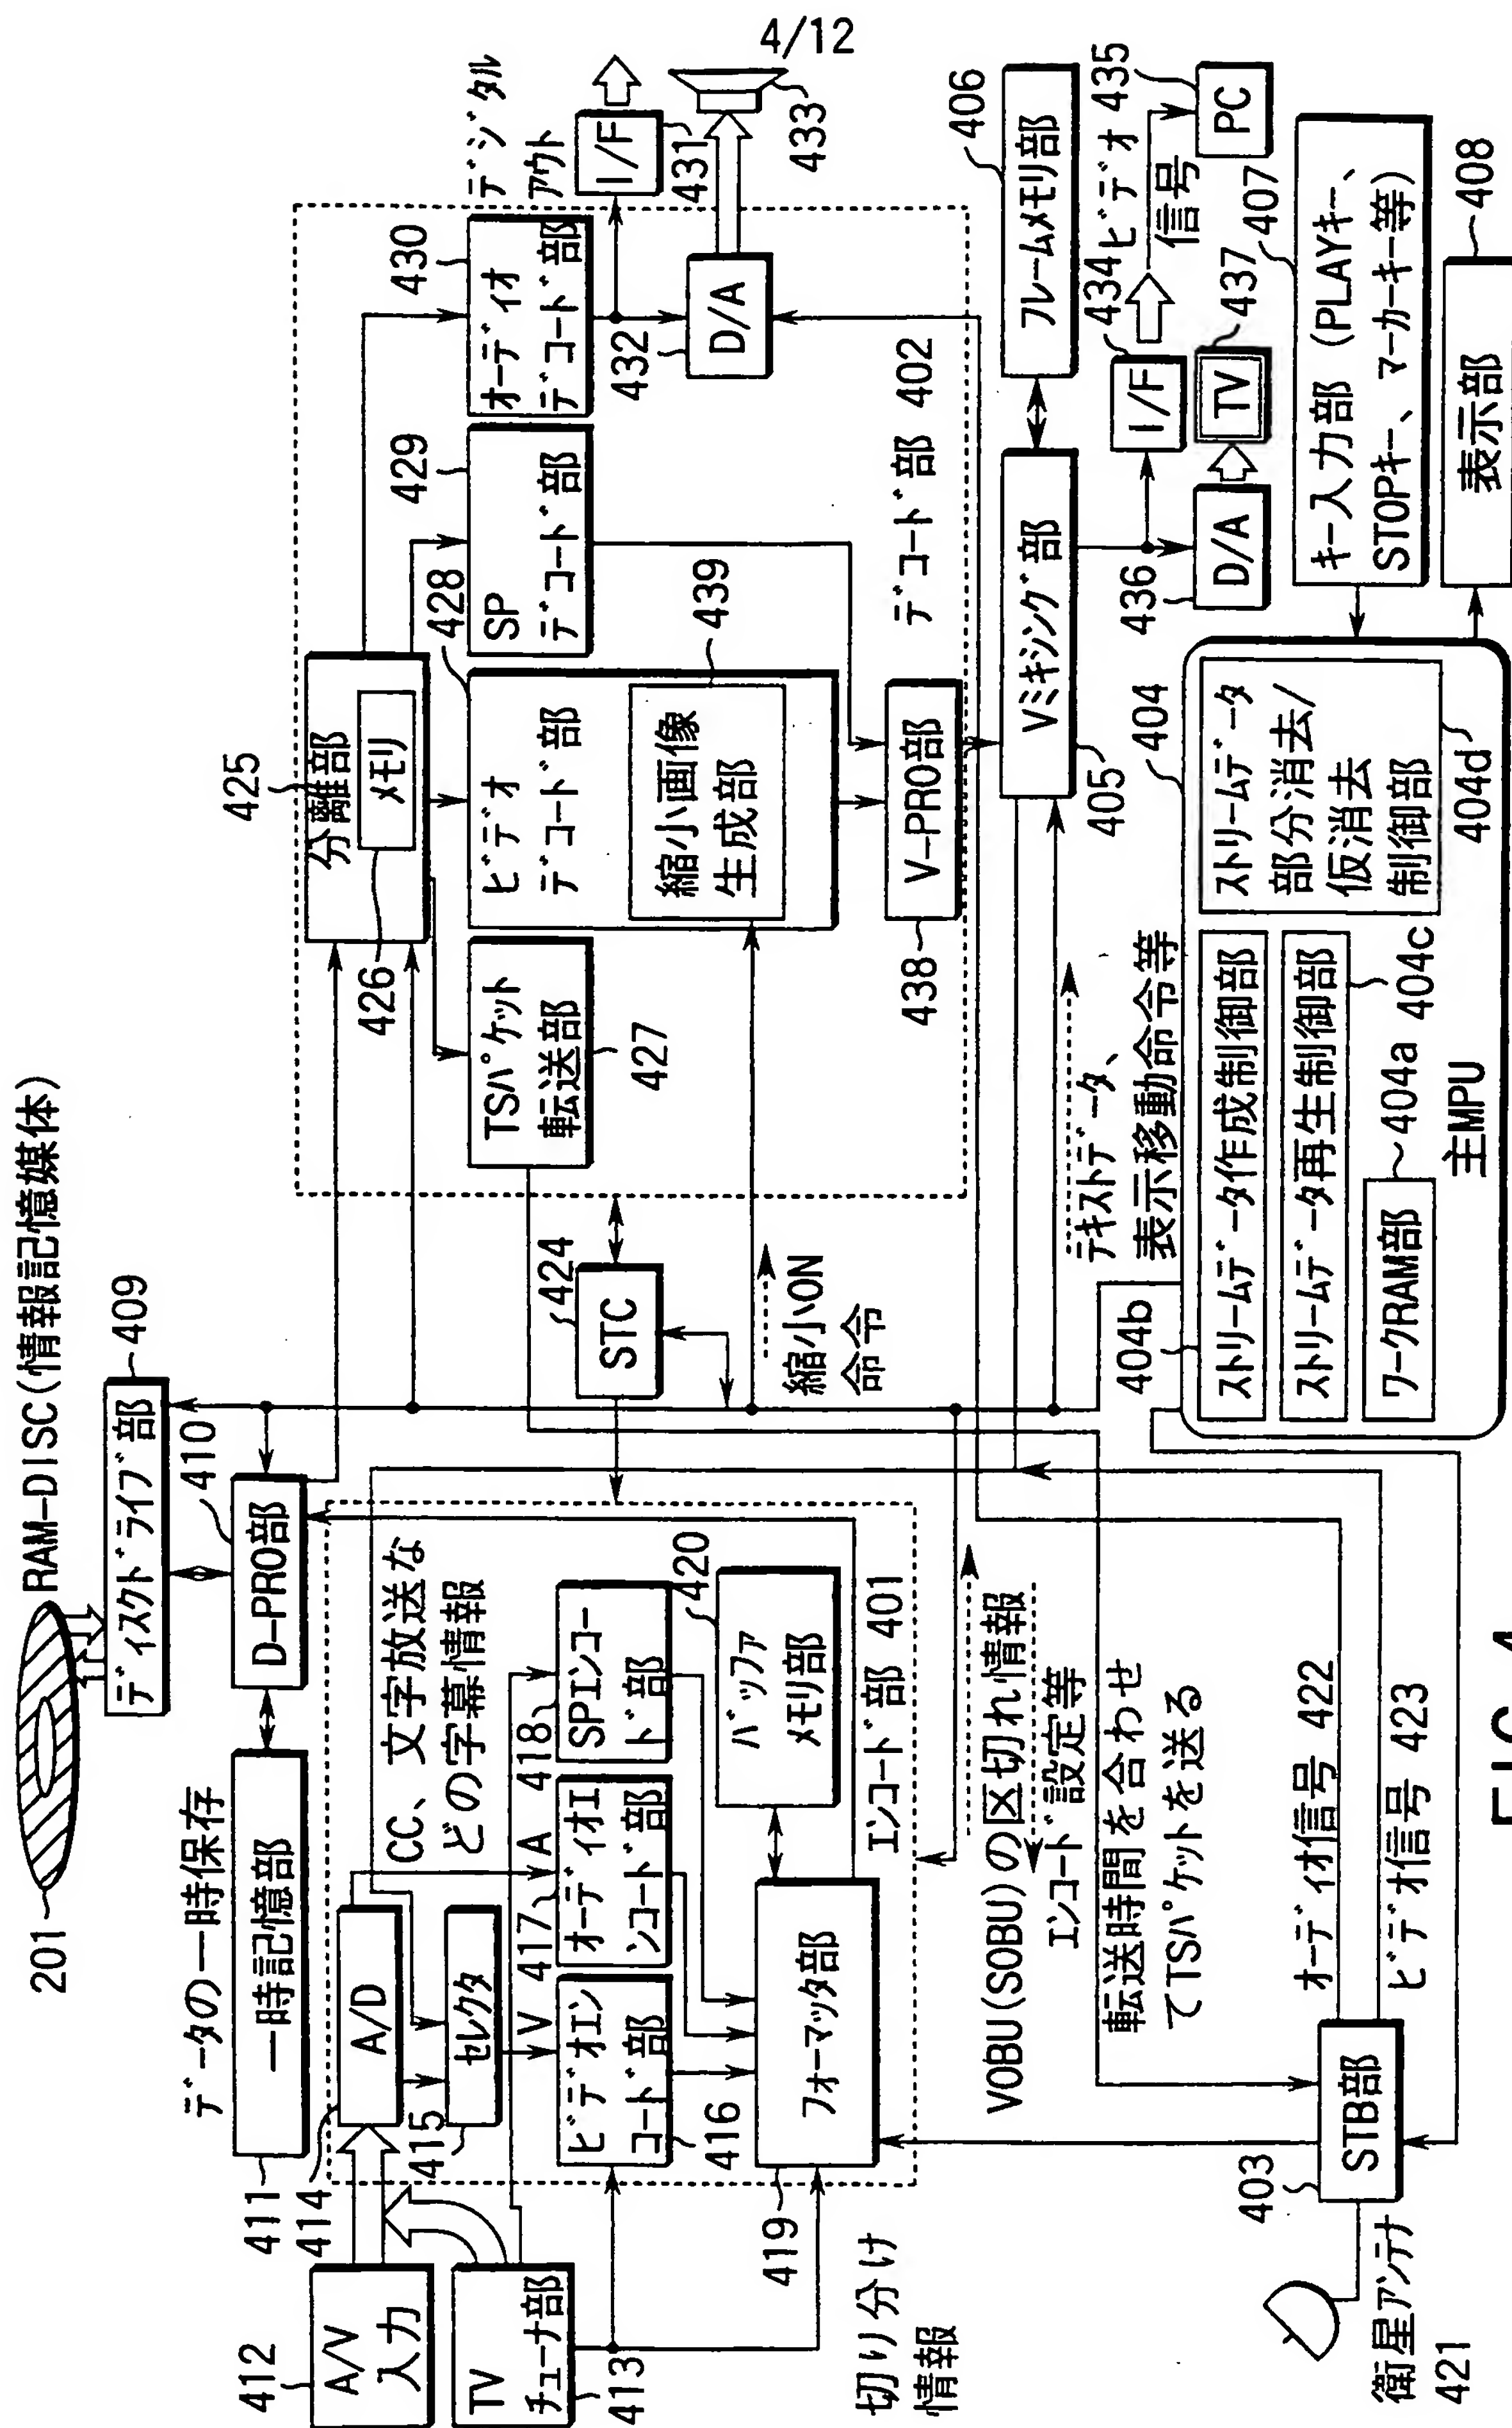 4/12
RAM-DISC(情報記憶媒体)
201
データの一時保存
ディスクドライブ部
409
410
D-PRO部
411
一時記憶部
412
A/V
入力
TV
チューナ部
413
414
A/D
415
セレクタ
CC、文字放送な
どの字幕情報
V
A
416
ビデオエン
コード部
417
オーディオエ
ンコード部
418
SPエンコー
ド部
419
フォーマッタ部
420
バッファ
メモリ部
エンコード部 401
切り分け
情報
VOBU(SOBU)の区切れ情報
エンコード設定等
転送時間を合わせ
てTSパケットを送る
オーディオ信号 422
ビデオ信号 423
403
STB部
衛星アンテナ
421
424
STC
縮小ON
命令
425
分離部
メモリ
426
TSパケット
転送部
427
428
ビデオ
デコード部
縮小画像
生成部
439
429
SP
デコード部
430
オーディオ
デコード部
デジタル
アウト
I/F
431
432
D/A
433
デコード部 402
438
V-PRO部
Vミキシング部
405
フレームメモリ部
406
434
I/F
ビデオ
信号
435
PC
436
D/A
TV
437
407
キー入力部 (PLAYキー、
STOPキー、マーカーキー等)
表示部
408
テキストデータ、
表示移動命令等
404
404b
ストリームデータ作成制御部
ストリームデータ再生制御部
404c
ワークRAM部
404a
ストリームデータ
部分消去/
仮消去
制御部
404d
主MPU
FIG. 4